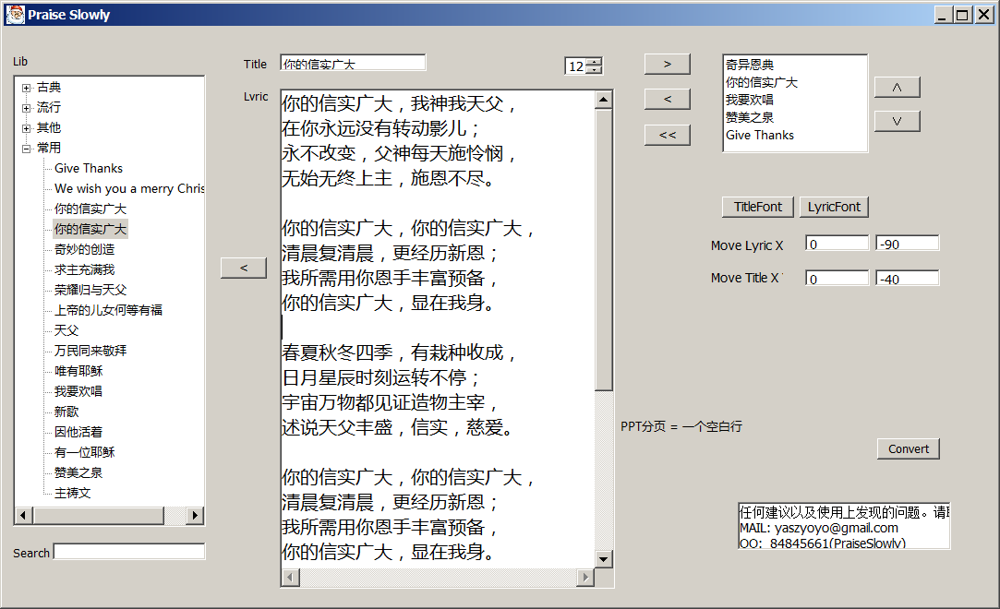 Praise Slowly
Lib
古典
流行
其他
常用
Give Thanks
We wish you a merry Chris
你的信实广大
你的信实广大
奇妙的创造
求主充满我
荣耀归与天父
上帝的儿女何等有福
天父
万民同来敬拜
唯有耶稣
我要欢唱
新歌
因他活着
有一位耶稣
赞美之泉
主祷文
Search
<
Title
你的信实广大
12
Lyric
你的信实广大，我神我天父，
在你永远没有转动影儿；
永不改变，父神每天施怜悯，
无始无终上主，施恩不尽。
你的信实广大，你的信实广大，
清晨复清晨，更经历新恩；
我所需用你恩手丰富预备，
你的信实广大，显在我身。
春夏秋冬四季，有栽种收成，
日月星辰时刻运转不停；
宇宙万物都见证造物主宰，
述说天父丰盛，信实，慈爱。
你的信实广大，你的信实广大，
清晨复清晨，更经历新恩；
我所需用你恩手丰富预备，
你的信实广大，显在我身。
>
<
<<
奇异恩典
你的信实广大
我要欢唱
赞美之泉
Give Thanks
˄
˅
TitleFont
LyricFont
Move Lyric X
0
-90
Move Title X
0
-40
PPT分页 = 一个空白行
Convert
任何建议以及使用上发现的问题。请
MAIL: yaszyoyo@gmail.com
QQ: 84845661(PraiseSlowly)